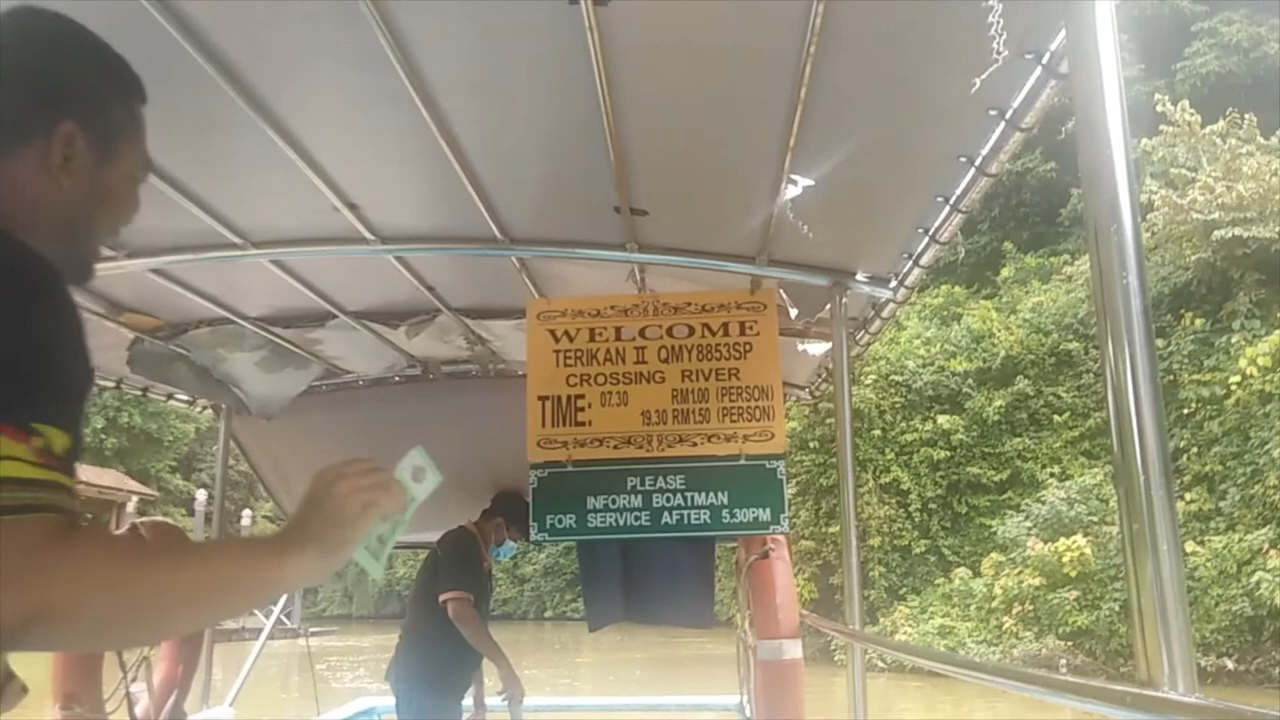 WELCOME
TERIKAN II QMY8853SP
CROSSING RIVER
TIME: 07.30 RM1.00 (PERSON)
19.30 RM1.50 (PERSON)
PLEASE
INFORM BOATMAN
FOR SERVICE AFTER 5.30PM